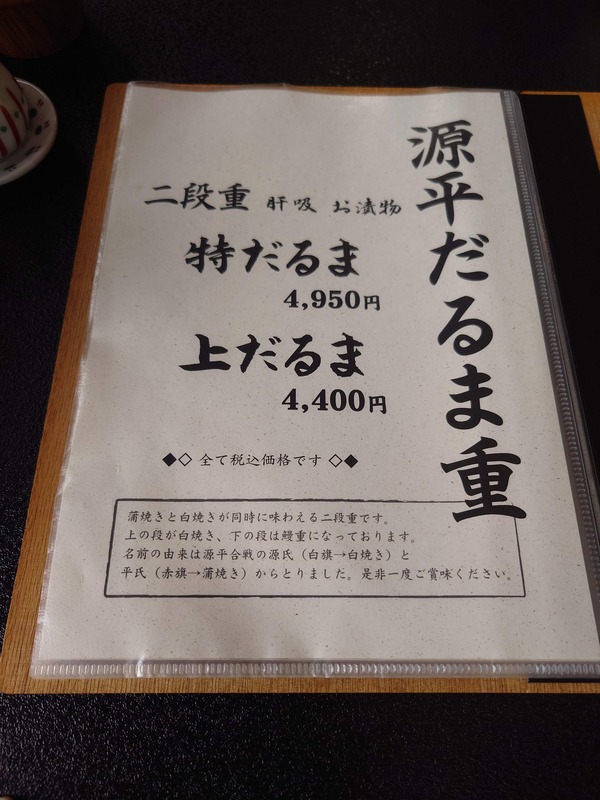 源平だるま重
二段重 肝吸 お漬物
特だるま
4,950円
上だるま
4,400円
◆◇ 全て税込価格です ◇◆
蒲焼きと白焼きが同時に味わえる二段重です。
上の段が白焼き、下の段は鰻重になっております。
名前の由来は源平合戦の源氏（白旗→白焼き）と
平氏（赤旗→蒲焼き）からとりました。是非一度ご賞味ください。